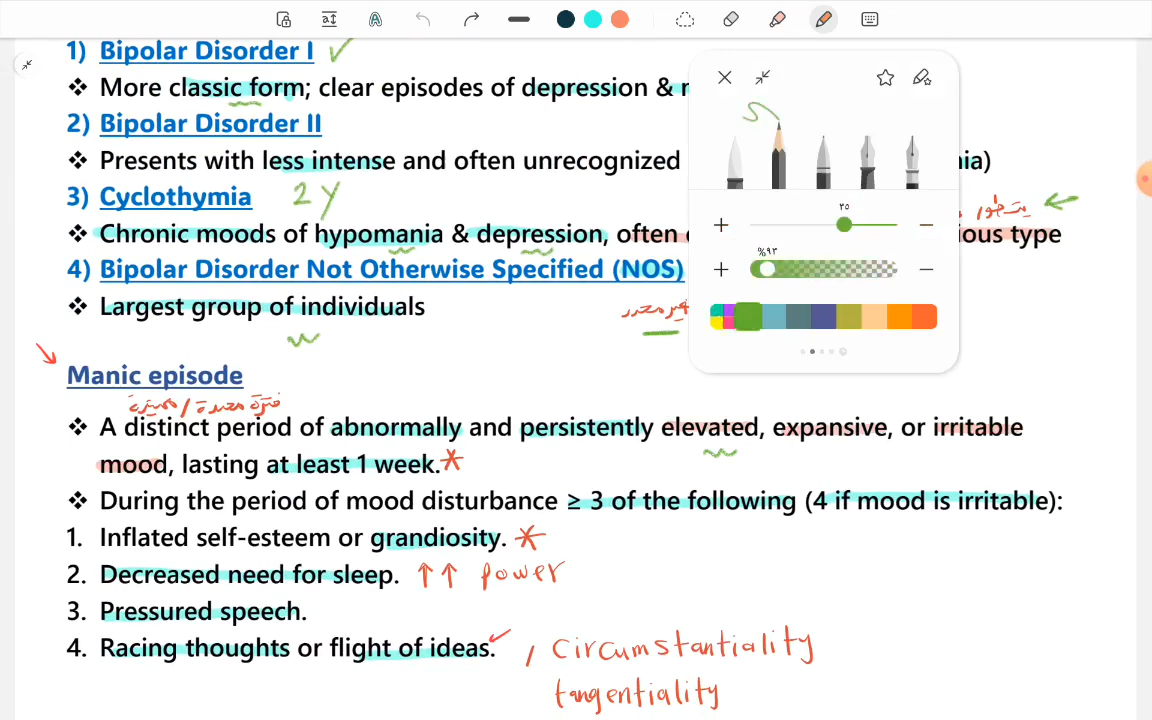 1) Bipolar Disorder I
❖ More classic form; clear episodes of depression &
2) Bipolar Disorder II
❖ Presents with less intense and often unrecognized
3) Cyclothymia 2 Y
❖ Chronic moods of hypomania & depression, often
type
4) Bipolar Disorder Not Otherwise Specified (NOS)
❖ Largest group of individuals
٣٥
%٩٣
Manic episode
فترة محددة / مميزة
❖ A distinct period of abnormally and persistently elevated, expansive, or irritable
mood, lasting at least 1 week.*
❖ During the period of mood disturbance ≥ 3 of the following (4 if mood is irritable):
1. Inflated self-esteem or grandiosity. *
2. Decreased need for sleep. ↑↑ power
3. Pressured speech.
4. Racing thoughts or flight of ideas. / circumstantiality
tangentiality